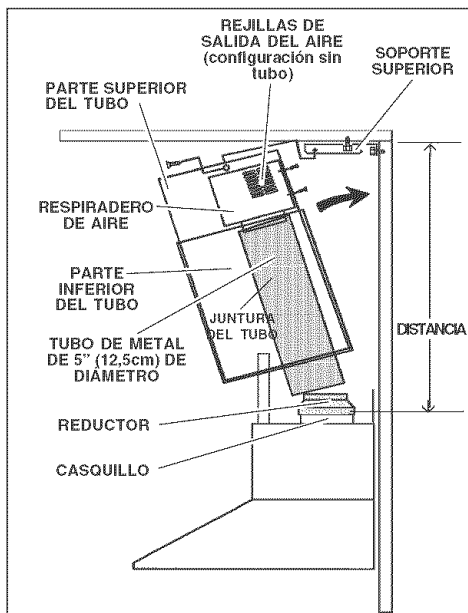 REJILLAS DE
SALIDA DEL AIRE
(configuración sin
tubo)
SOPORTE
SUPERIOR
PARTE SUPERIOR
DEL TUBO
RESPIRADERO
DE AIRE
PARTE
INFERIOR
DEL TUBO
JUNTURA
DEL TUBO
DISTANCIA
TUBO DE METAL
DE 5" (12,5cm) DE
DIÁMETRO
REDUCTOR
CASQUILLO